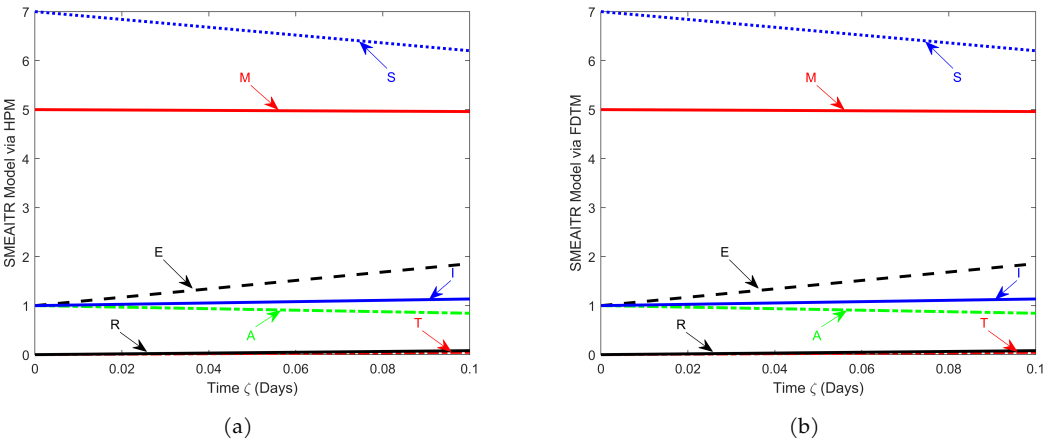 SMEAITR Model via HPM
7
6
5
4
3
2
1
0
S
M
E
I
R
A
T
0
0.02
0.04
0.06
0.08
0.1
Time ζ (Days)
(a)
SMEAITR Model via FDTM
7
6
5
4
3
2
1
0
S
M
E
I
R
A
T
0
0.02
0.04
0.06
0.08
0.1
Time ζ (Days)
(b)